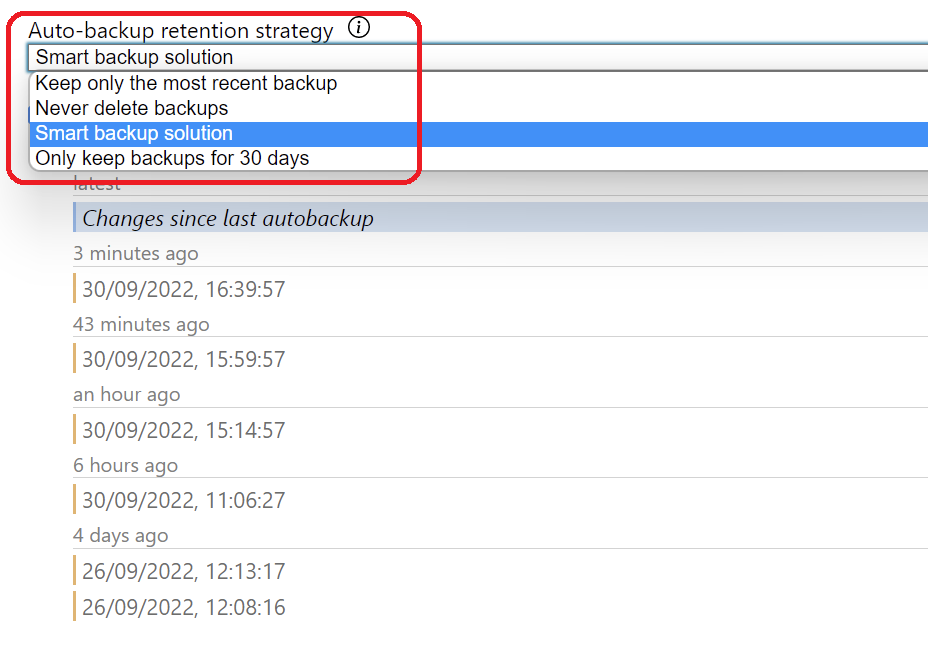 Auto-backup retention strategy
Smart backup solution
Keep only the most recent backup
Never delete backups
Smart backup solution
Only keep backups for 30 days
latest
Changes since last autobackup
3 minutes ago
30/09/2022, 16:39:57
43 minutes ago
30/09/2022, 15:59:57
an hour ago
30/09/2022, 15:14:57
6 hours ago
30/09/2022, 11:06:27
4 days ago
26/09/2022, 12:13:17
26/09/2022, 12:08:16